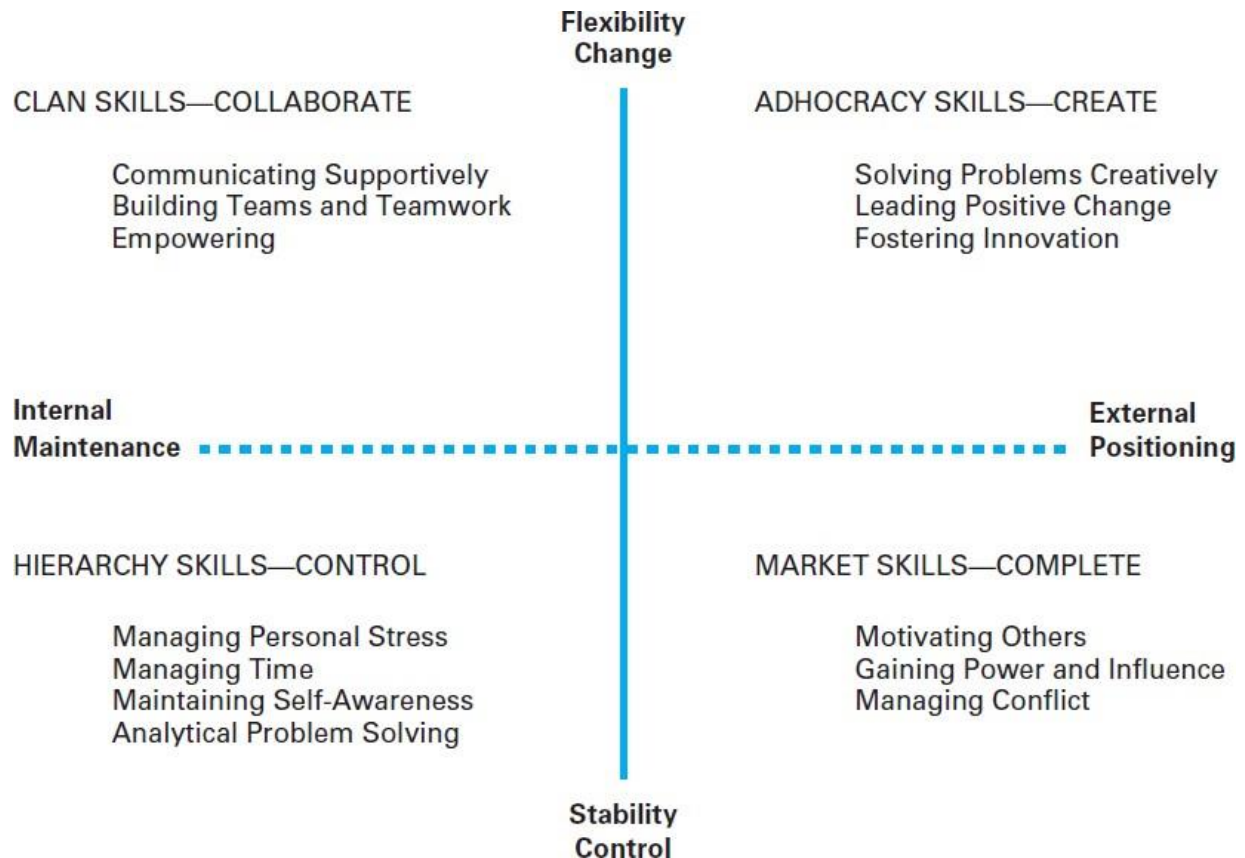 Flexibility
Change
CLAN SKILLS—COLLABORATE
Communicating Supportively
Building Teams and Teamwork
Empowering
ADHOCRACY SKILLS—CREATE
Solving Problems Creatively
Leading Positive Change
Fostering Innovation
Internal
Maintenance
External
Positioning
HIERARCHY SKILLS—CONTROL
Managing Personal Stress
Managing Time
Maintaining Self-Awareness
Analytical Problem Solving
MARKET SKILLS—COMPLETE
Motivating Others
Gaining Power and Influence
Managing Conflict
Stability
Control